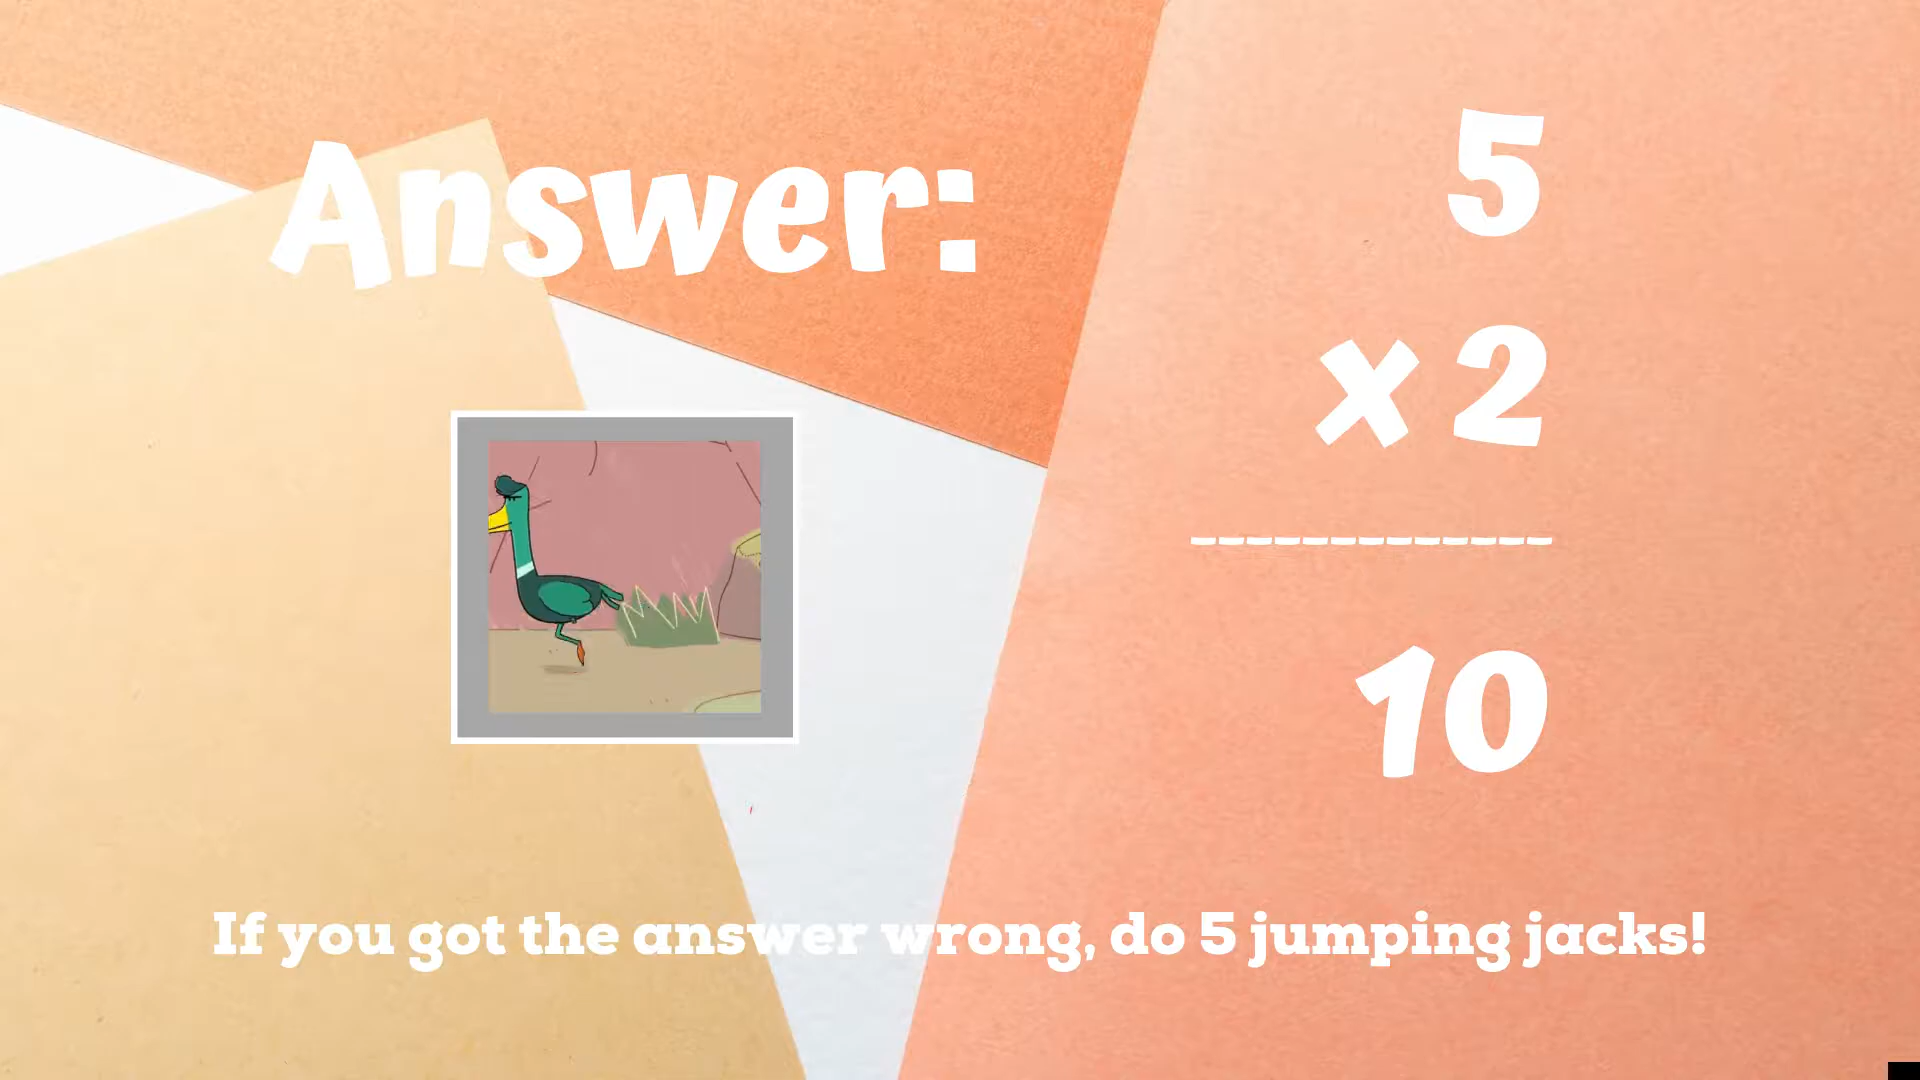 Answer:
5
x 2
-------------
10
If you got the answer wrong, do 5 jumping jacks!